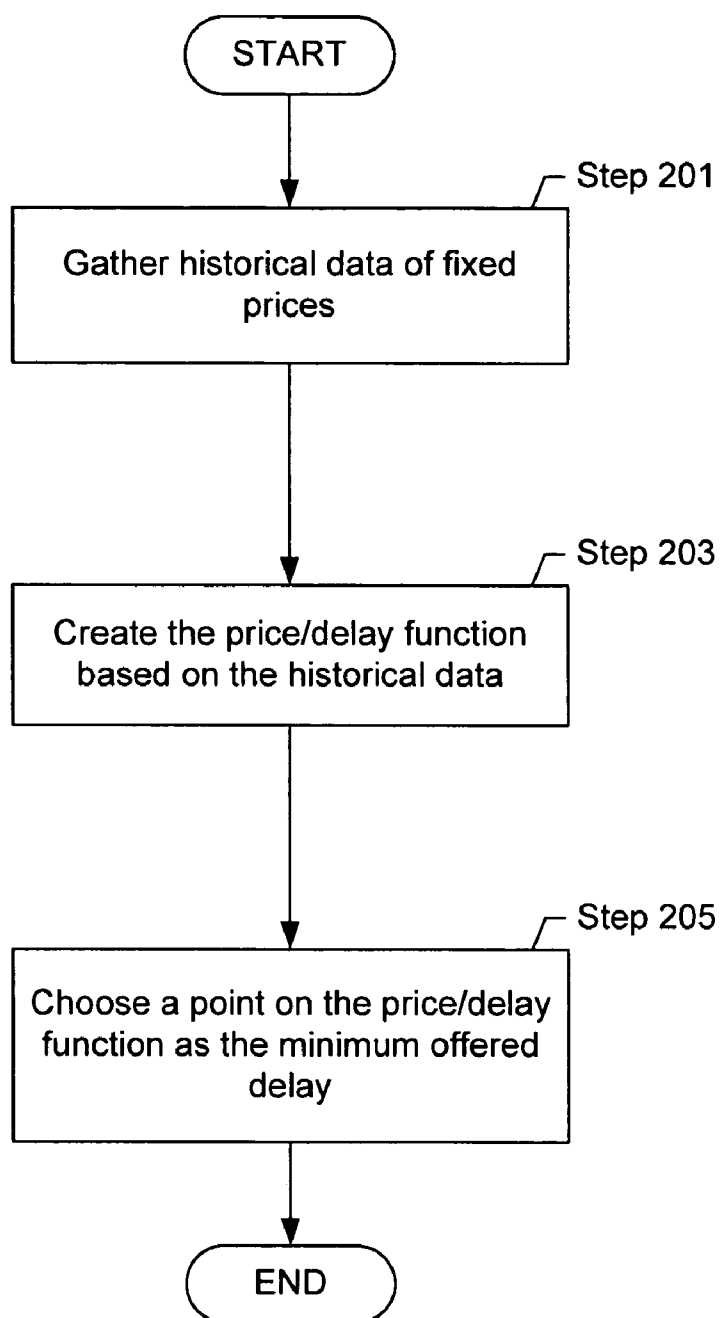 START
Step 201
Gather historical data of fixed
prices
Step 203
Create the price/delay function
based on the historical data
Step 205
Choose a point on the price/delay
function as the minimum offered
delay
END